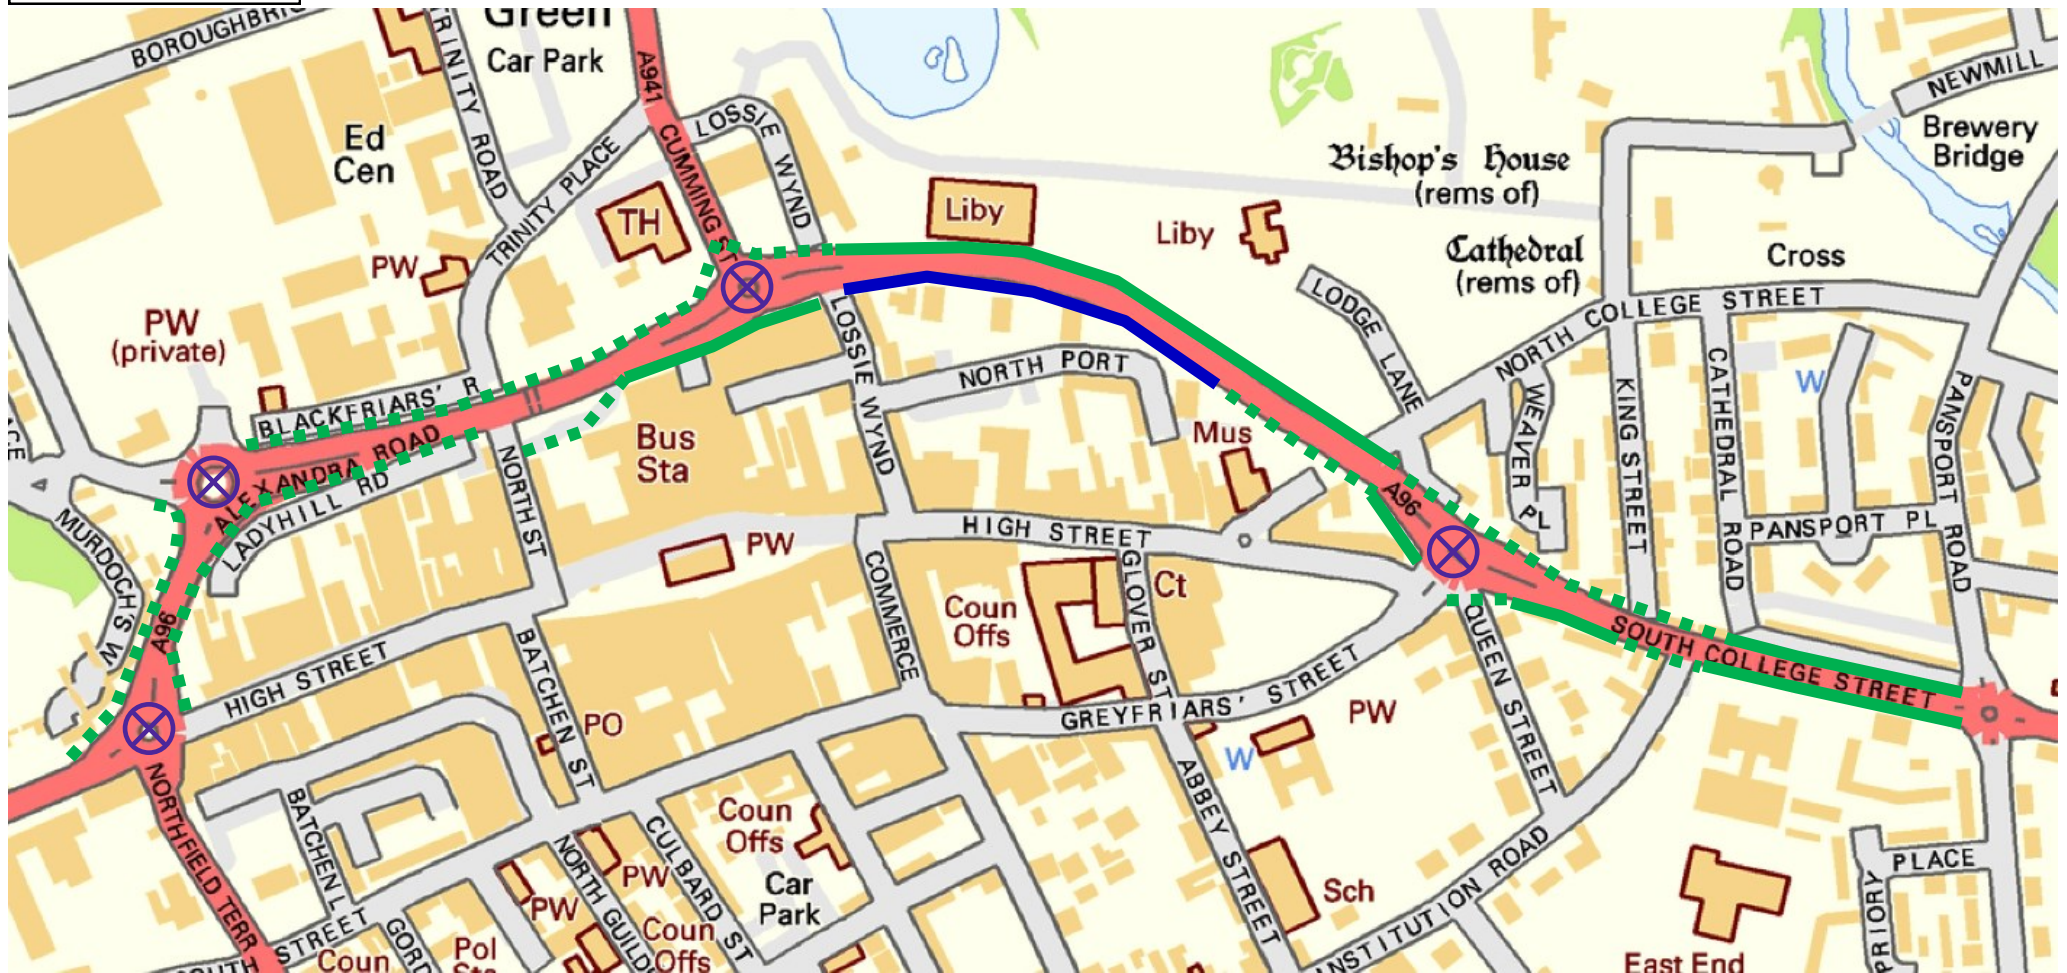 BOROUGHBRI
TRINITY ROAD
Green
Car Park
A941
LOSSIE WYND
CUMMING ST
TRINITY PLACE
Ed
Cen
TH
PW
PW
(private)
Liby
Liby
Bishop's House
(rems of)
Cathedral
(rems of)
Cross
NEWMILL
Brewery
Bridge
LODGE LANE
NORTH COLLEGE STREET
BLACKFRIARS' R
ALEXANDRA ROAD
LADYHILL RD
Bus
Sta
LOSSIE WYND
NORTH PORT
Mus
A96
WEAVER PL
KING STREET
CATHEDRAL ROAD
W
PANSPORT PL
PANSPORT ROAD
MURDOCH'S W
A96
NORTH ST
PW
HIGH STREET
COMMERCE
Coun
Offs
GLOVER ST
Ct
SOUTH COLLEGE STREET
HIGH STREET
BATCHEN ST
PO
GREYFRIARS' STREET
PW
W
QUEEN STREET
ABBEY STREET
NORTHFIELD TERR
BATCHEN L
Coun
Offs
Car
Park
NORTH GUILD
CULBARD ST
PW
PW
Coun
Offs
Sch
INSTITUTION ROAD
PLACE
PRIORY
East End
SOUTH STREET
Coun
GORD
Pol
Sta